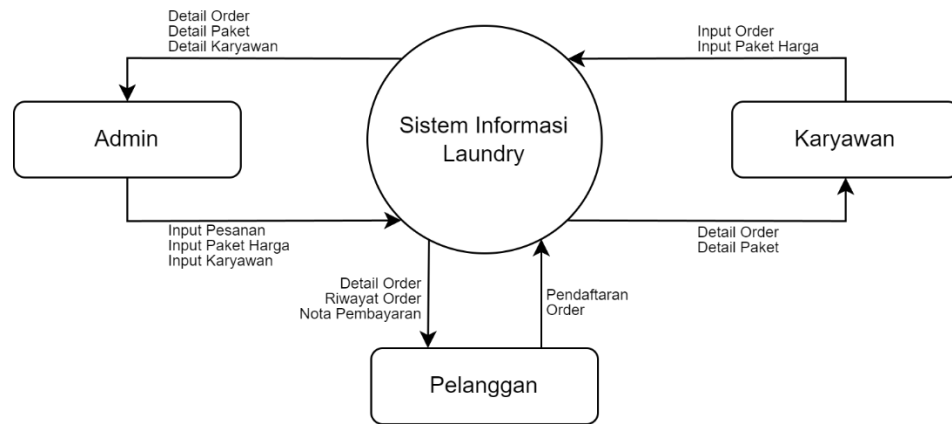 Detail Order
Detail Paket
Detail Karyawan
Input Order
Input Paket Harga
Sistem Informasi
Laundry
Admin
Karyawan
Input Pesanan
Input Paket Harga
Input Karyawan
Detail Order
Detail Paket
Detail Order
Riwayat Order
Nota Pembayaran
Pendaftaran
Order
Pelanggan